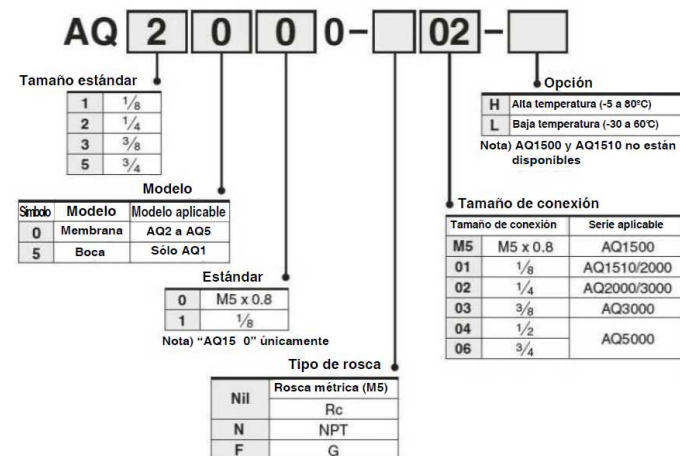 AQ 2 0 0 0 - 02 -
Tamaño estándar
1 1/8
2 1/4
3 3/8
5 3/4
Opción
H Alta temperatura (-5 a 80ºC)
L Baja temperatura (-30 a 60ºC)
Nota) AQ1500 y AQ1510 no están
disponibles
Modelo
Símbolo Modelo Modelo aplicable
0 Membrana AQ2 a AQ5
5 Boca Sólo AQ1
Tamaño de conexión
Tamaño de conexión Serie aplicable
M5 M5 x 0.8 AQ1500
01 1/8 AQ1510/2000
02 1/4 AQ2000/3000
03 3/8 AQ3000
04 1/2 AQ5000
06 3/4
Estándar
0 M5 x 0.8
1 1/8
Nota) “AQ15 0” únicamente
Tipo de rosca
Nil Rosca métrica (M5)
Rc
N NPT
F G